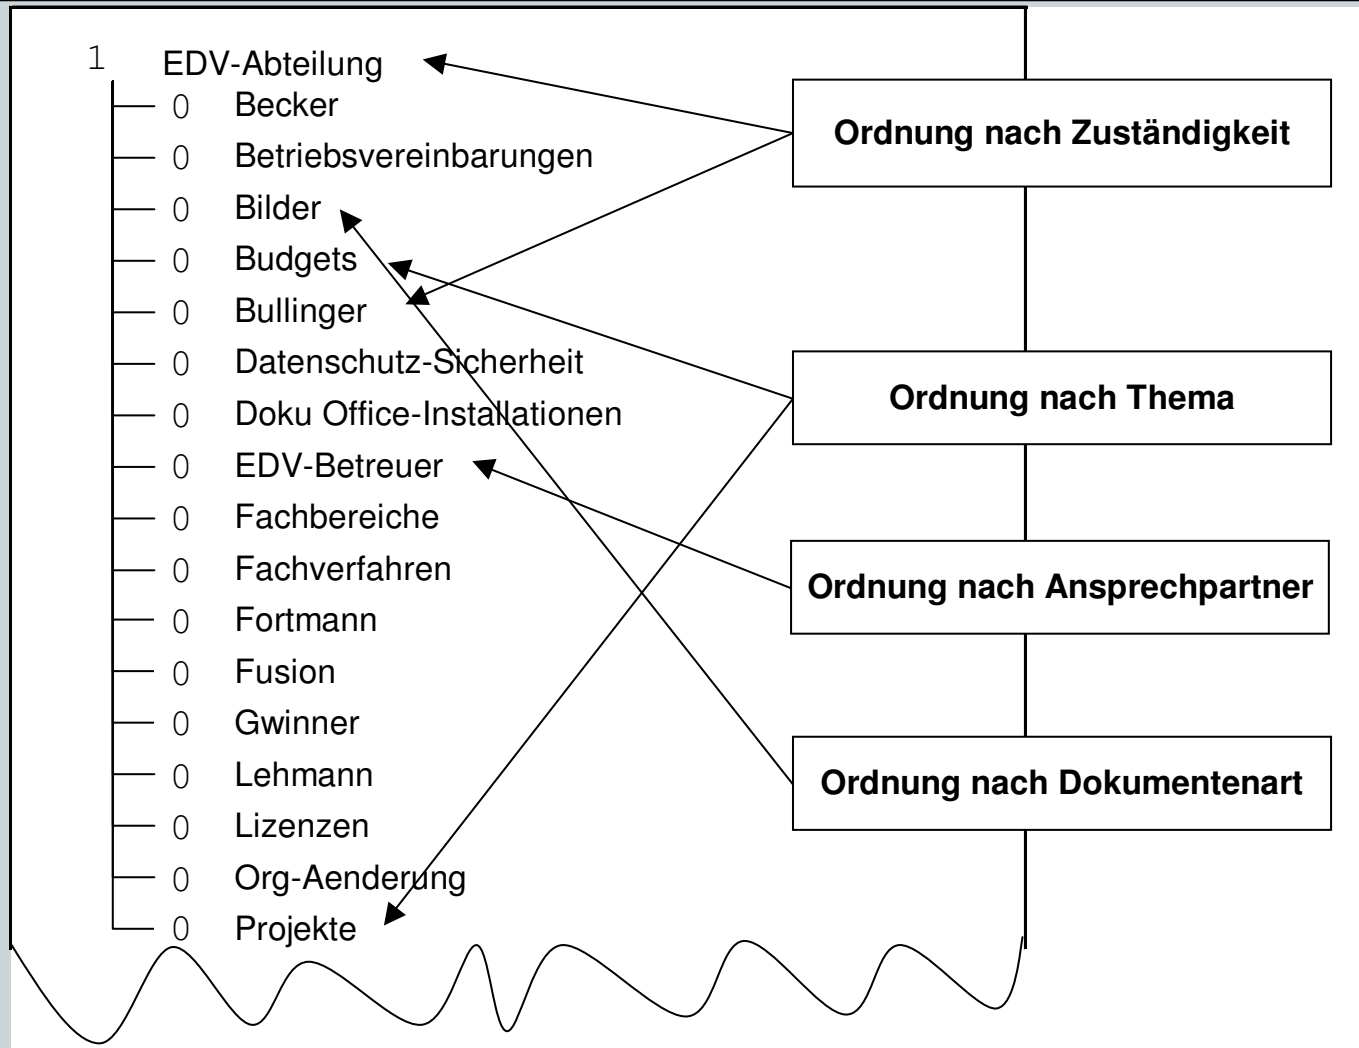 1 EDV-Abteilung
0 Becker
0 Betriebsvereinbarungen
0 Bilder
0 Budgets
0 Bullinger
0 Datenschutz-Sicherheit
0 Doku Office-Installationen
0 EDV-Betreuer
0 Fachbereiche
0 Fachverfahren
0 Fortmann
0 Fusion
0 Gwinner
0 Lehmann
0 Lizenzen
0 Org-Aenderung
0 Projekte
Ordnung nach Zuständigkeit
Ordnung nach Thema
Ordnung nach Ansprechpartner
Ordnung nach Dokumentenart